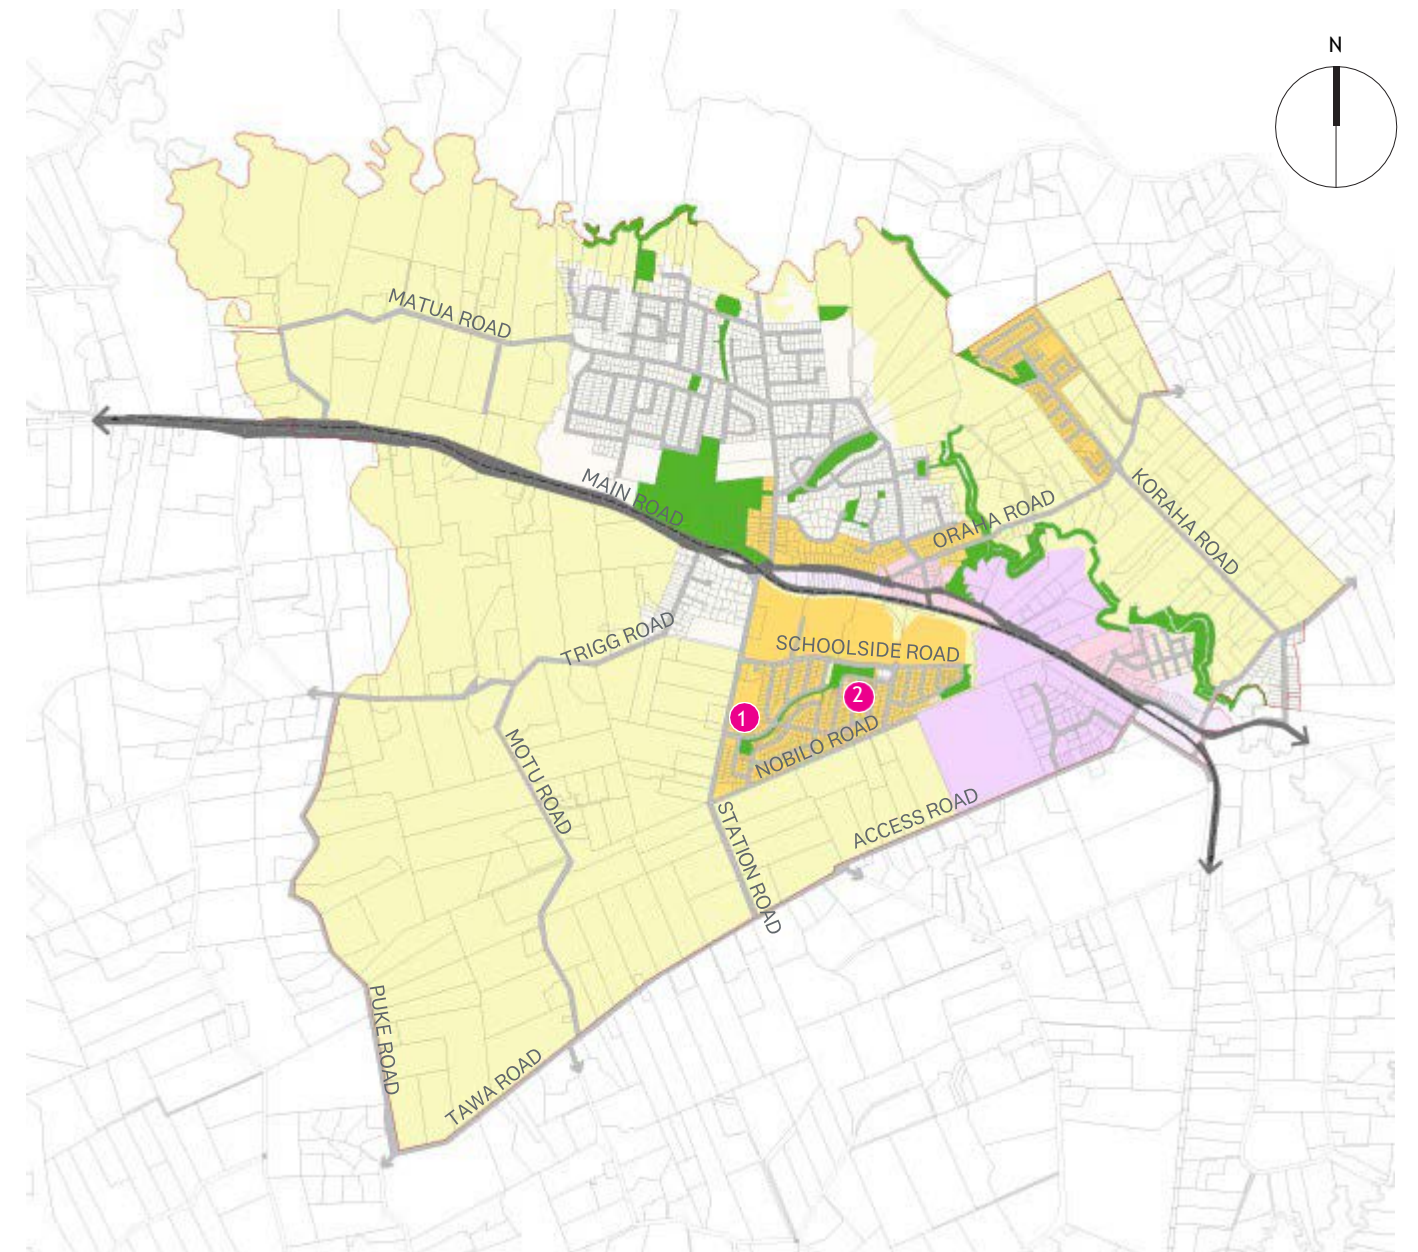 N
MATUA ROAD
MAIN ROAD
KORAHA ROAD
ORAHA ROAD
TRIGG ROAD
SCHOOLSIDE ROAD
2
1
NOBILO ROAD
MOTU ROAD
ACCESS ROAD
STATION ROAD
PUKE ROAD
TAWA ROAD